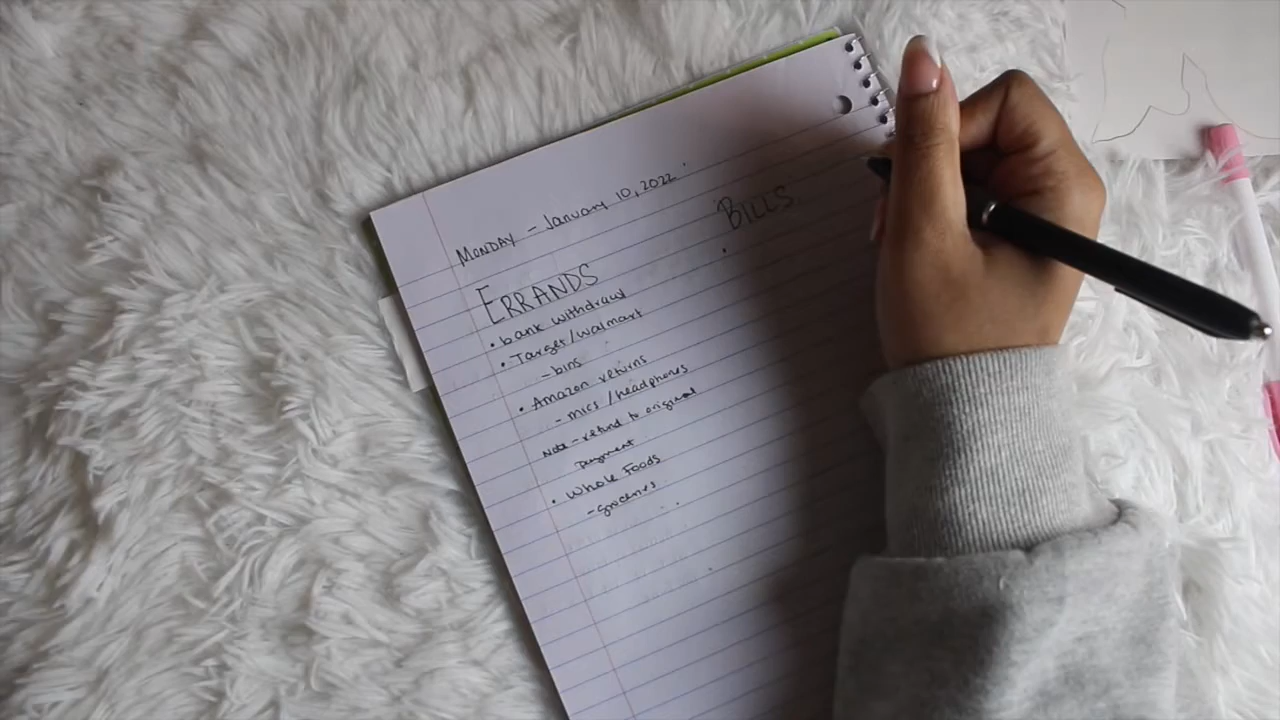 Monday - January 10, 2022
ERRANDS
• bank withdrawl
• Target/Walmart
- bins
• Amazon returns
- mics / headphones
Note - refund to original
payment
• Whole Foods
- groceries
BILLS
•